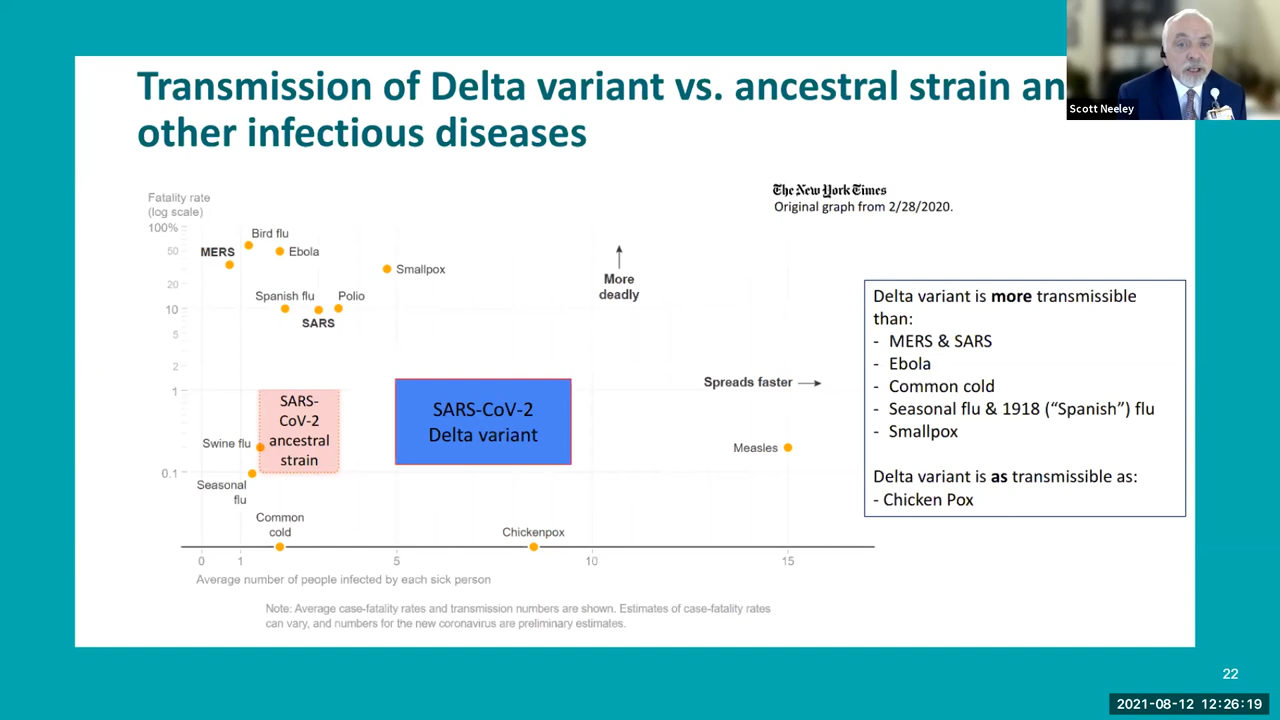 Transmission of Delta variant vs. ancestral strain an
other infectious diseases
Scott Neeley
The New York Times
Original graph from 2/28/2020.
Fatality rate
(log scale)
100%
50
20
10
5
2
1
0.1
Bird flu
MERS
Ebola
Smallpox
Spanish flu
Polio
SARS
More
deadly
Spreads faster
SARS-
CoV-2
ancestral
strain
SARS-CoV-2
Delta variant
Swine flu
Measles
Seasonal
flu
Common
cold
Chickenpox
0 1 5 10 15
Average number of people infected by each sick person
Note: Average case-fatality rates and transmission numbers are shown. Estimates of case-fatality rates
can vary, and numbers for the new coronavirus are preliminary estimates.
Delta variant is more transmissible
than:
- MERS & SARS
- Ebola
- Common cold
- Seasonal flu & 1918 (“Spanish”) flu
- Smallpox
Delta variant is as transmissible as:
- Chicken Pox
22
2021-08-12 12:26:19